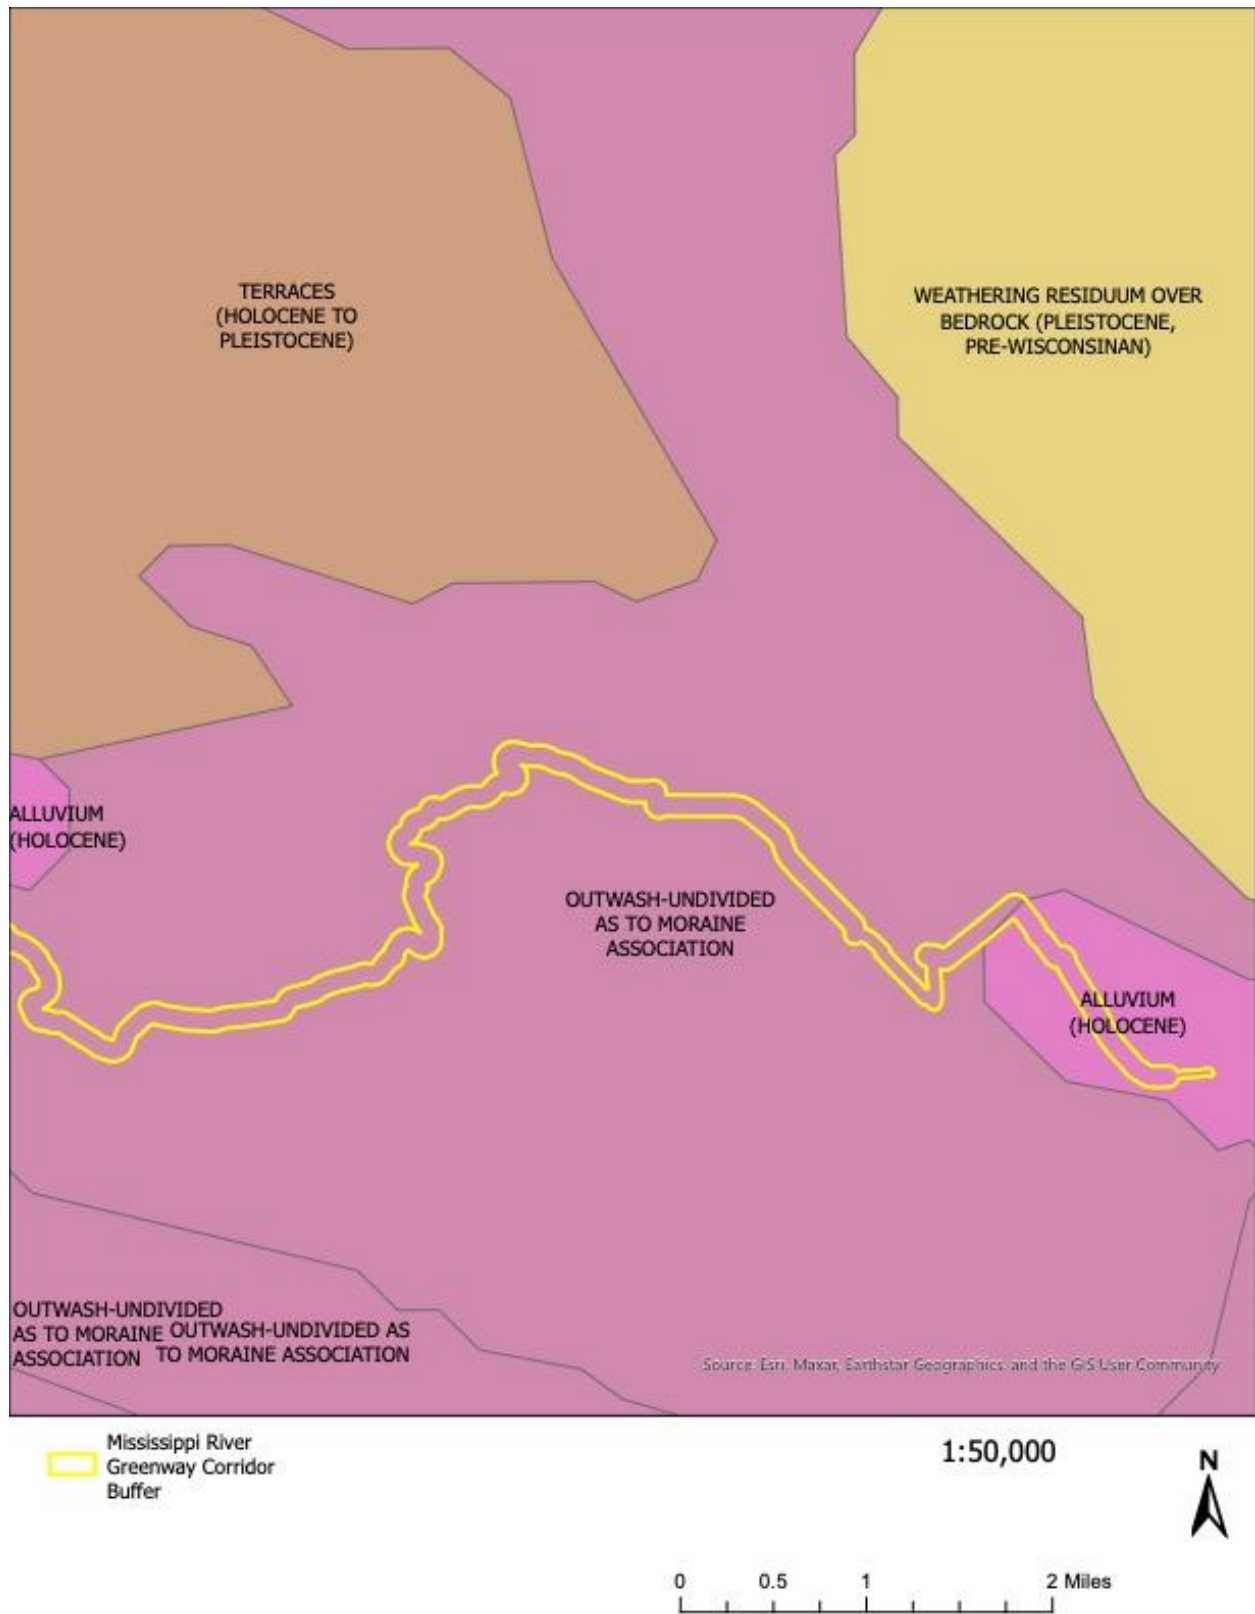 TERRACES
(HOLOCENE TO
PLEISTOCENE)
WEATHERING RESIDUUM OVER
BEDROCK (PLEISTOCENE,
PRE-WISCONSINAN)
ALLUVIUM
(HOLOCENE)
OUTWASH-UNDIVIDED
AS TO MORAINE
ASSOCIATION
ALLUVIUM
(HOLOCENE)
OUTWASH-UNDIVIDED
AS TO MORAINE
ASSOCIATION
OUTWASH-UNDIVIDED AS
TO MORAINE ASSOCIATION
Source: Esri, Maxar, Earthstar Geographics, and the GIS User Community
Mississippi River
Greenway Corridor
Buffer
1:50,000
N
0 0.5 1 2 Miles